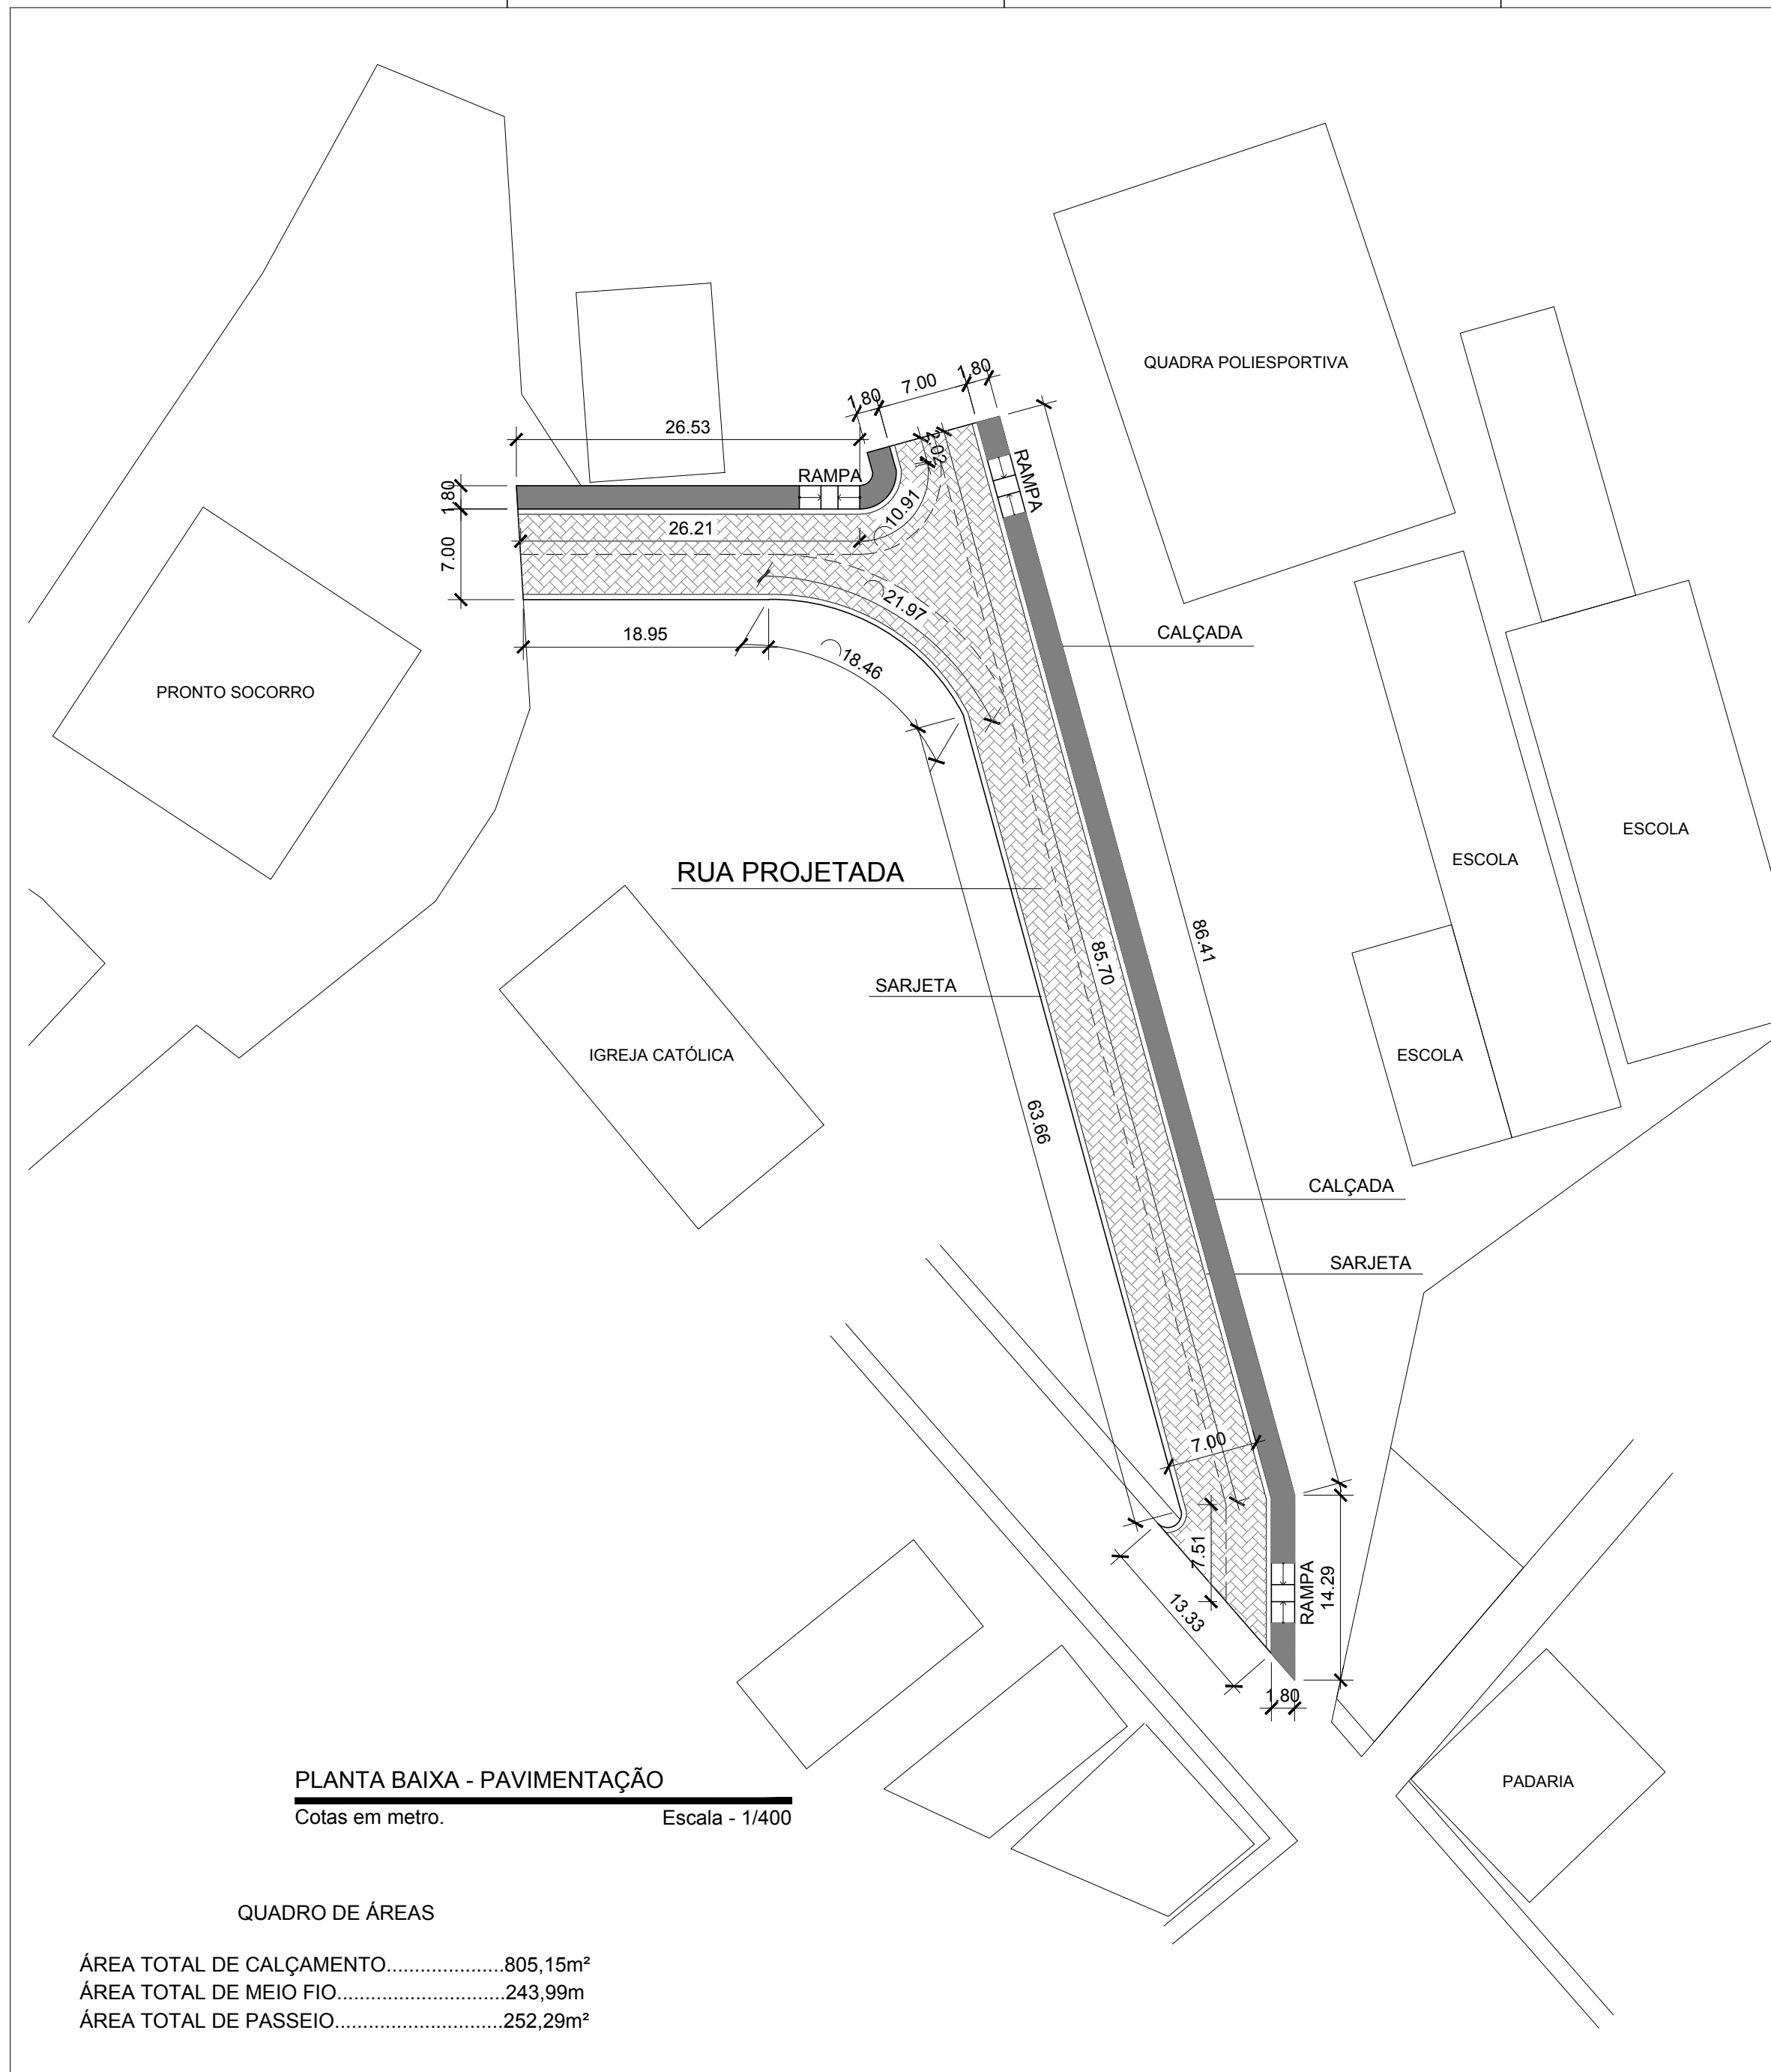 QUADRA POLIESPORTIVA
1.80
7.00
1.80
26.53
2.03
RAMPA
RAMPA
1.80
10.91
26.21
7.00
21.97
CALÇADA
18.95
18.46
PRONTO SOCORRO
ESCOLA
ESCOLA
RUA PROJETADA
86.41
85.70
SARJETA
IGREJA CATÓLICA
ESCOLA
63.66
CALÇADA
SARJETA
7.00
7.51
RAMPA
14.29
13.33
1.80
PADARIA
PLANTA BAIXA - PAVIMENTAÇÃO
Cotas em metro. Escala - 1/400
QUADRO DE ÁREAS
ÁREA TOTAL DE CALÇAMENTO.....................805,15m²
ÁREA TOTAL DE MEIO FIO..............................243,99m
ÁREA TOTAL DE PASSEIO..............................252,29m²